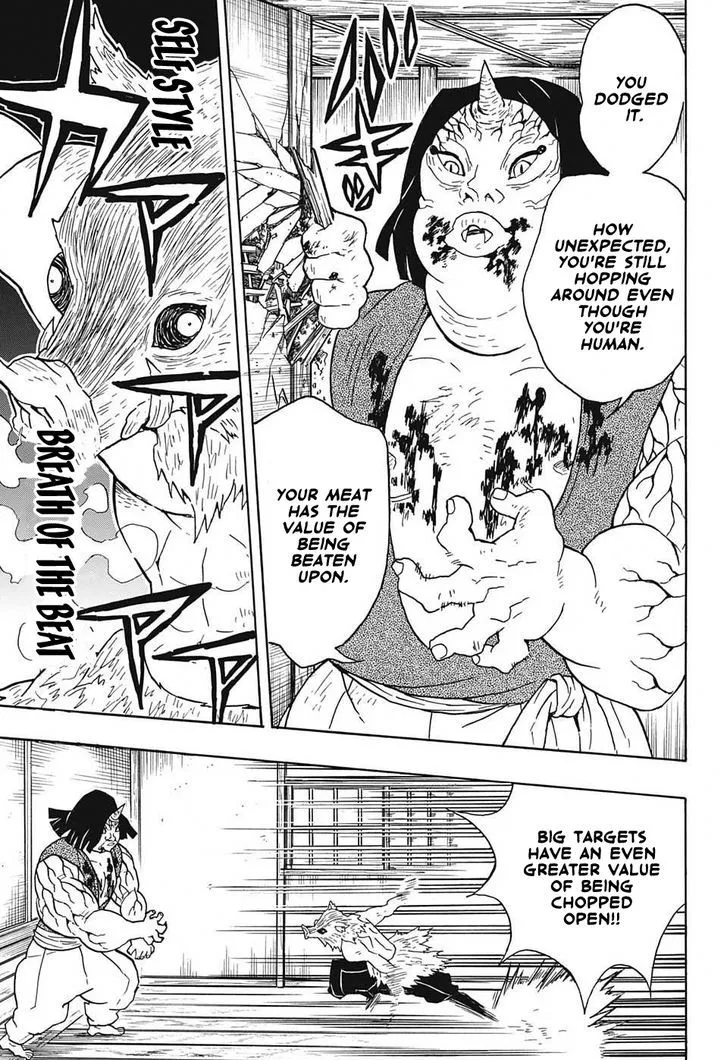 YOU
DODGED
IT.
HOW
UNEXPECTED,
YOU'RE STILL
HOPPING
AROUND EVEN
THOUGH
YOU'RE
HUMAN.
YOUR MEAT
HAS THE
VALUE OF
BEING
BEATEN
UPON.
SELF STYLE
BREATH OF THE BEAT
BIG TARGETS
HAVE AN EVEN
GREATER VALUE
OF BEING
CHOPPED
OPEN!!